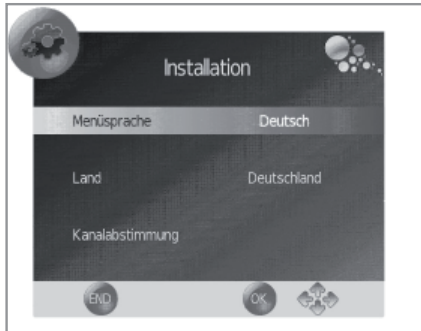 Installation
Menüsprache Deutsch
Land Deutschland
Kanalabstimmung
END OK